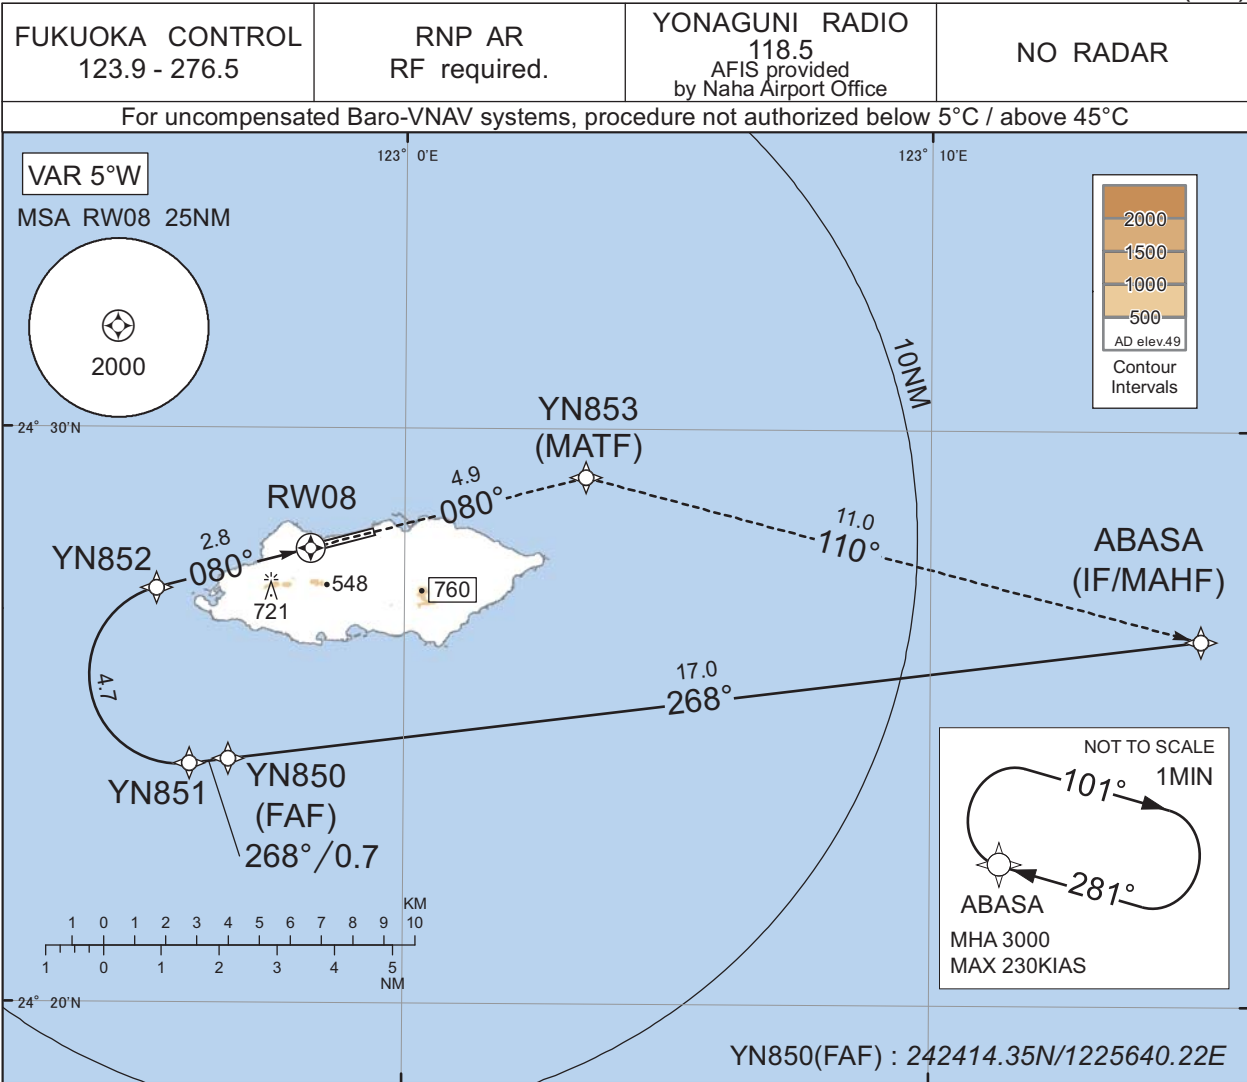 FUKUOKA CONTROL
123.9 - 276.5
RNP AR
RF required.
YONAGUNI RADIO
118.5
AFIS provided
by Naha Airport Office
NO RADAR
For uncompensated Baro-VNAV systems, procedure not authorized below 5°C / above 45°C
123° 0'E
123° 10'E
VAR 5°W
MSA RW08 25NM
2000
2000
1500
1000
500
AD elev.49
Contour
Intervals
10NM
24° 30'N
YN853
(MATF)
4.9
080°
RW08
2.8
080°
YN852
11.0
110°
ABASA
(IF/MAHF)
548
760
721
4.7
17.0
268°
YN851
YN850
(FAF)
268°/0.7
NOT TO SCALE
1MIN
101°
281°
ABASA
MHA 3000
MAX 230KIAS
KM
1 0 1 2 3 4 5 6 7 8 9 10
1 0 1 2 3 4 5
NM
24° 20'N
YN850(FAF) : 242414.35N/1225640.22E